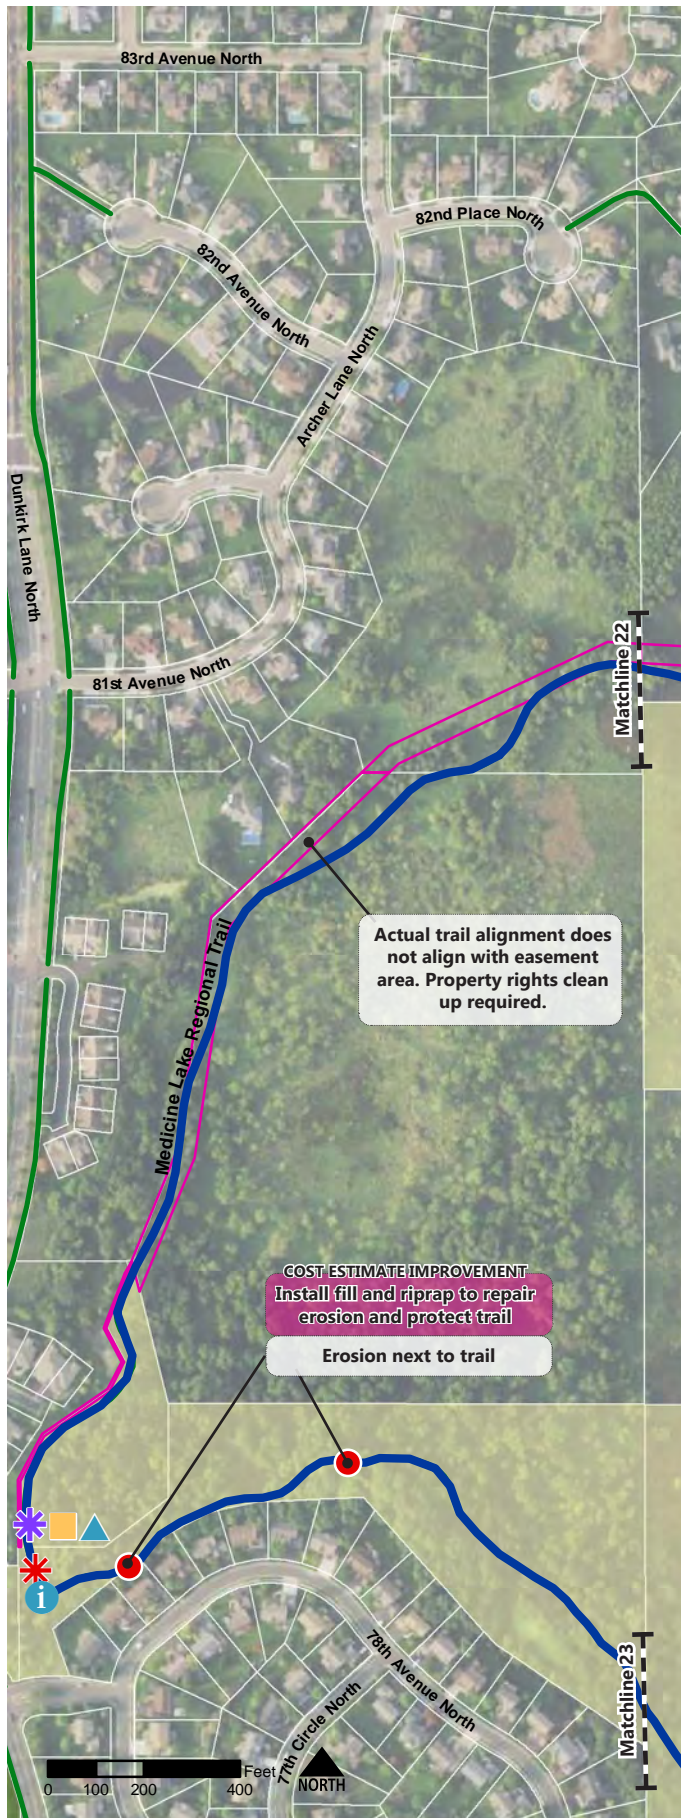 83rd Avenue North
82nd Place North
82nd Avenue North
Archer Lane North
Dunkirk Lane North
Matchline 22
81st Avenue North
Actual trail alignment does
not align with easement
area. Property rights clean
up required.
Medicine Lake Regional Trail
COST ESTIMATE IMPROVEMENT
Install fill and riprap to repair
erosion and protect trail
Erosion next to trail
i
78th Avenue North
Matchline 23
77th Circle North
Feet
0 100 200 400
NORTH